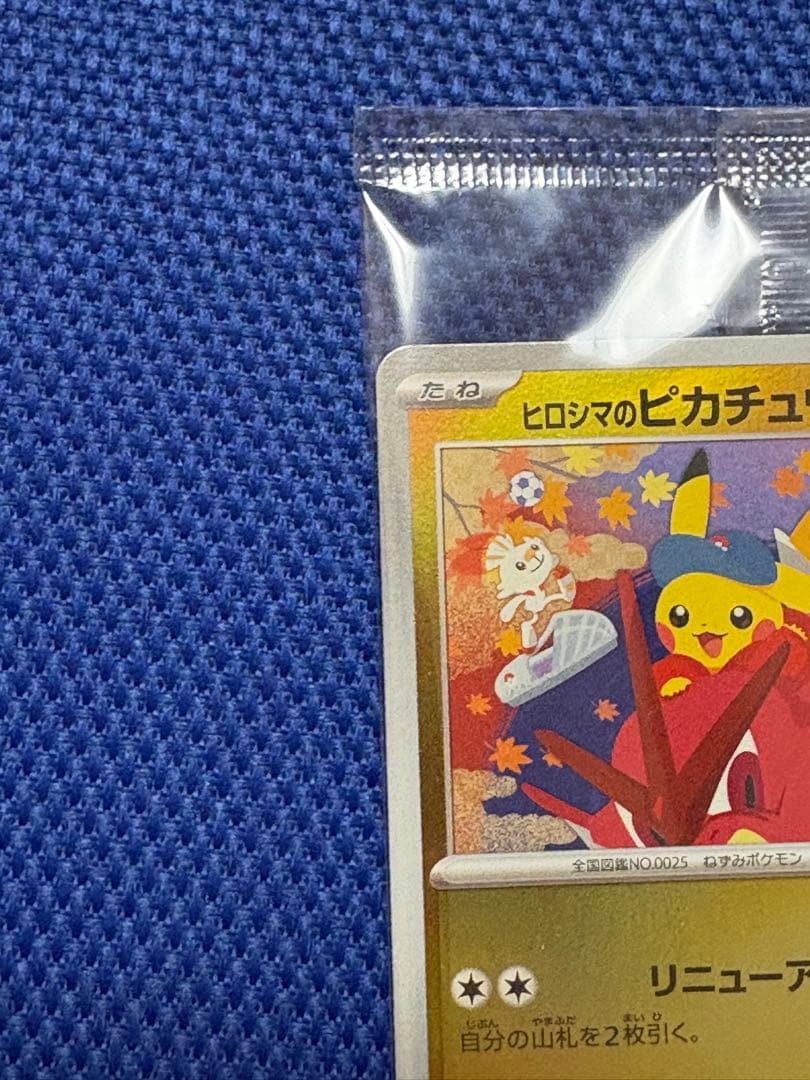 たね
ヒロシマのピカチュウ
全国図鑑NO.0025 ねずみポケモン
リニューア
じぶん やまふだ まい ひ
自分の山札を2枚引く。